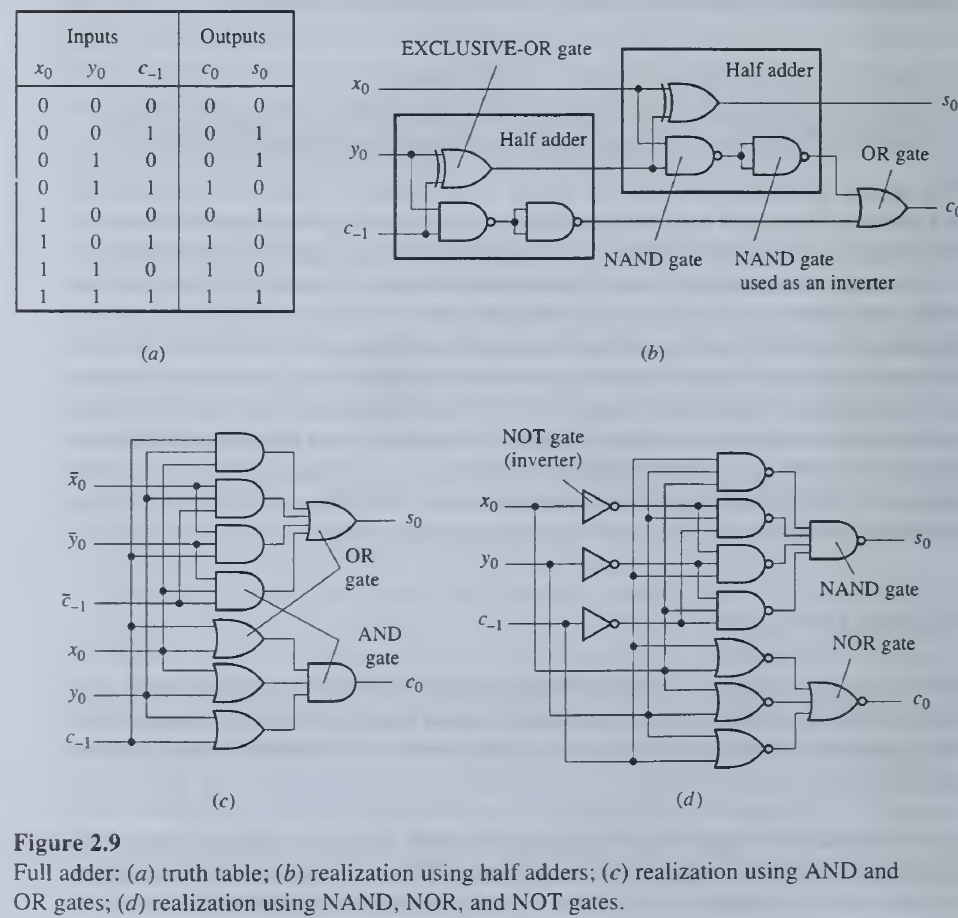 Inputs Outputs
x0 y0 c−1 c0 s0
0 0 0 0 0
0 0 1 0 1
0 1 0 0 1
0 1 1 1 0
1 0 0 0 1
1 0 1 1 0
1 1 0 1 0
1 1 1 1 1
(a)
EXCLUSIVE-OR gate
Half adder
x0
s0
Half adder
y0
OR gate
c−1
c0
NAND gate
NAND gate
used as an inverter
(b)
x̄0
s0
ȳ0
OR
gate
c̄−1
AND
gate
x0
c0
y0
c−1
(c)
NOT gate
(inverter)
x0
s0
y0
NAND gate
c−1
NOR gate
c0
(d)
Figure 2.9
Full adder: (a) truth table; (b) realization using half adders; (c) realization using AND and
OR gates; (d) realization using NAND, NOR, and NOT gates.